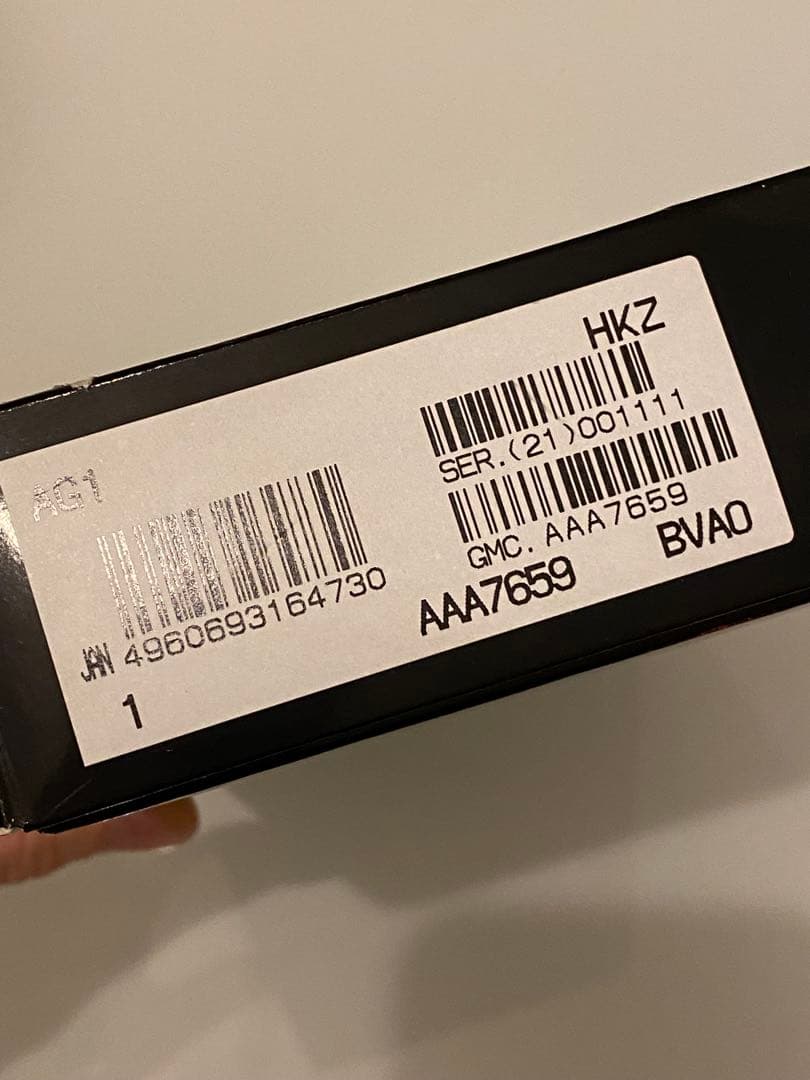 AG1
JAN 4960693164730
1
HKZ
SER.(21)001111
GMC. AAA7659
AAA7659 BVA0